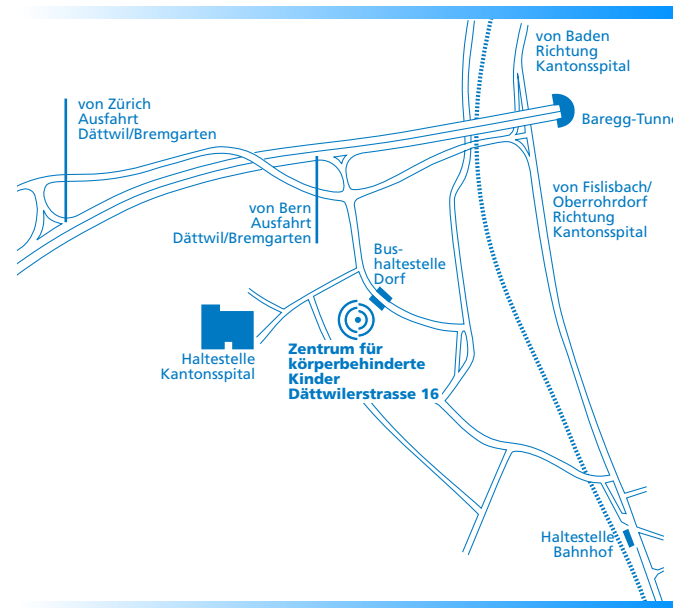 von Baden
Richtung
Kantonsspital
von Zürich
Ausfahrt
Dättwil/Bremgarten
Baregg-Tunne
von Fislisbach/
Oberrohrdorf
Richtung
Kantonsspital
von Bern
Ausfahrt
Dättwil/Bremgarten
Bus-
haltestelle
Dorf
Haltestelle
Kantonsspital
Zentrum für
körperbehinderte
Kinder
Dättwilerstrasse 16
Haltestelle
Bahnhof